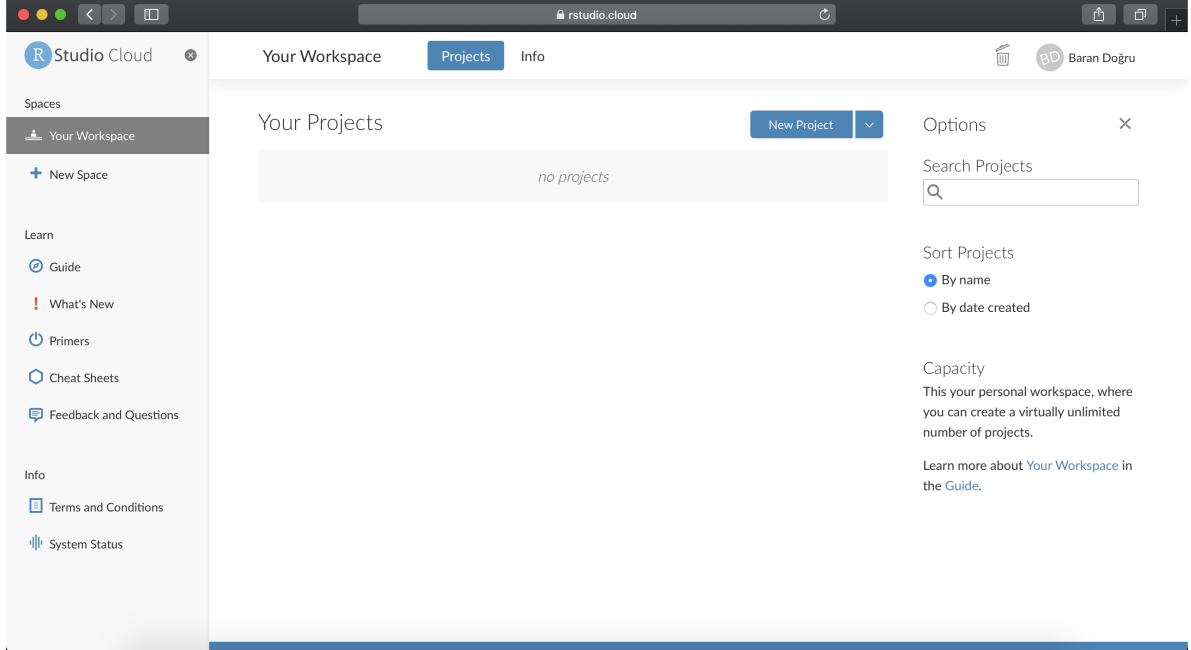 rstudio.cloud
R Studio Cloud
Your Workspace
Projects
Info
BD
Baran Doğru
Spaces
Your Workspace
New Space
Learn
Guide
What's New
Primers
Cheat Sheets
Feedback and Questions
Info
Terms and Conditions
System Status
Your Projects
New Project
no projects
Options
Search Projects
Sort Projects
By name
By date created
Capacity
This your personal workspace, where
you can create a virtually unlimited
number of projects.
Learn more about Your Workspace in
the Guide.